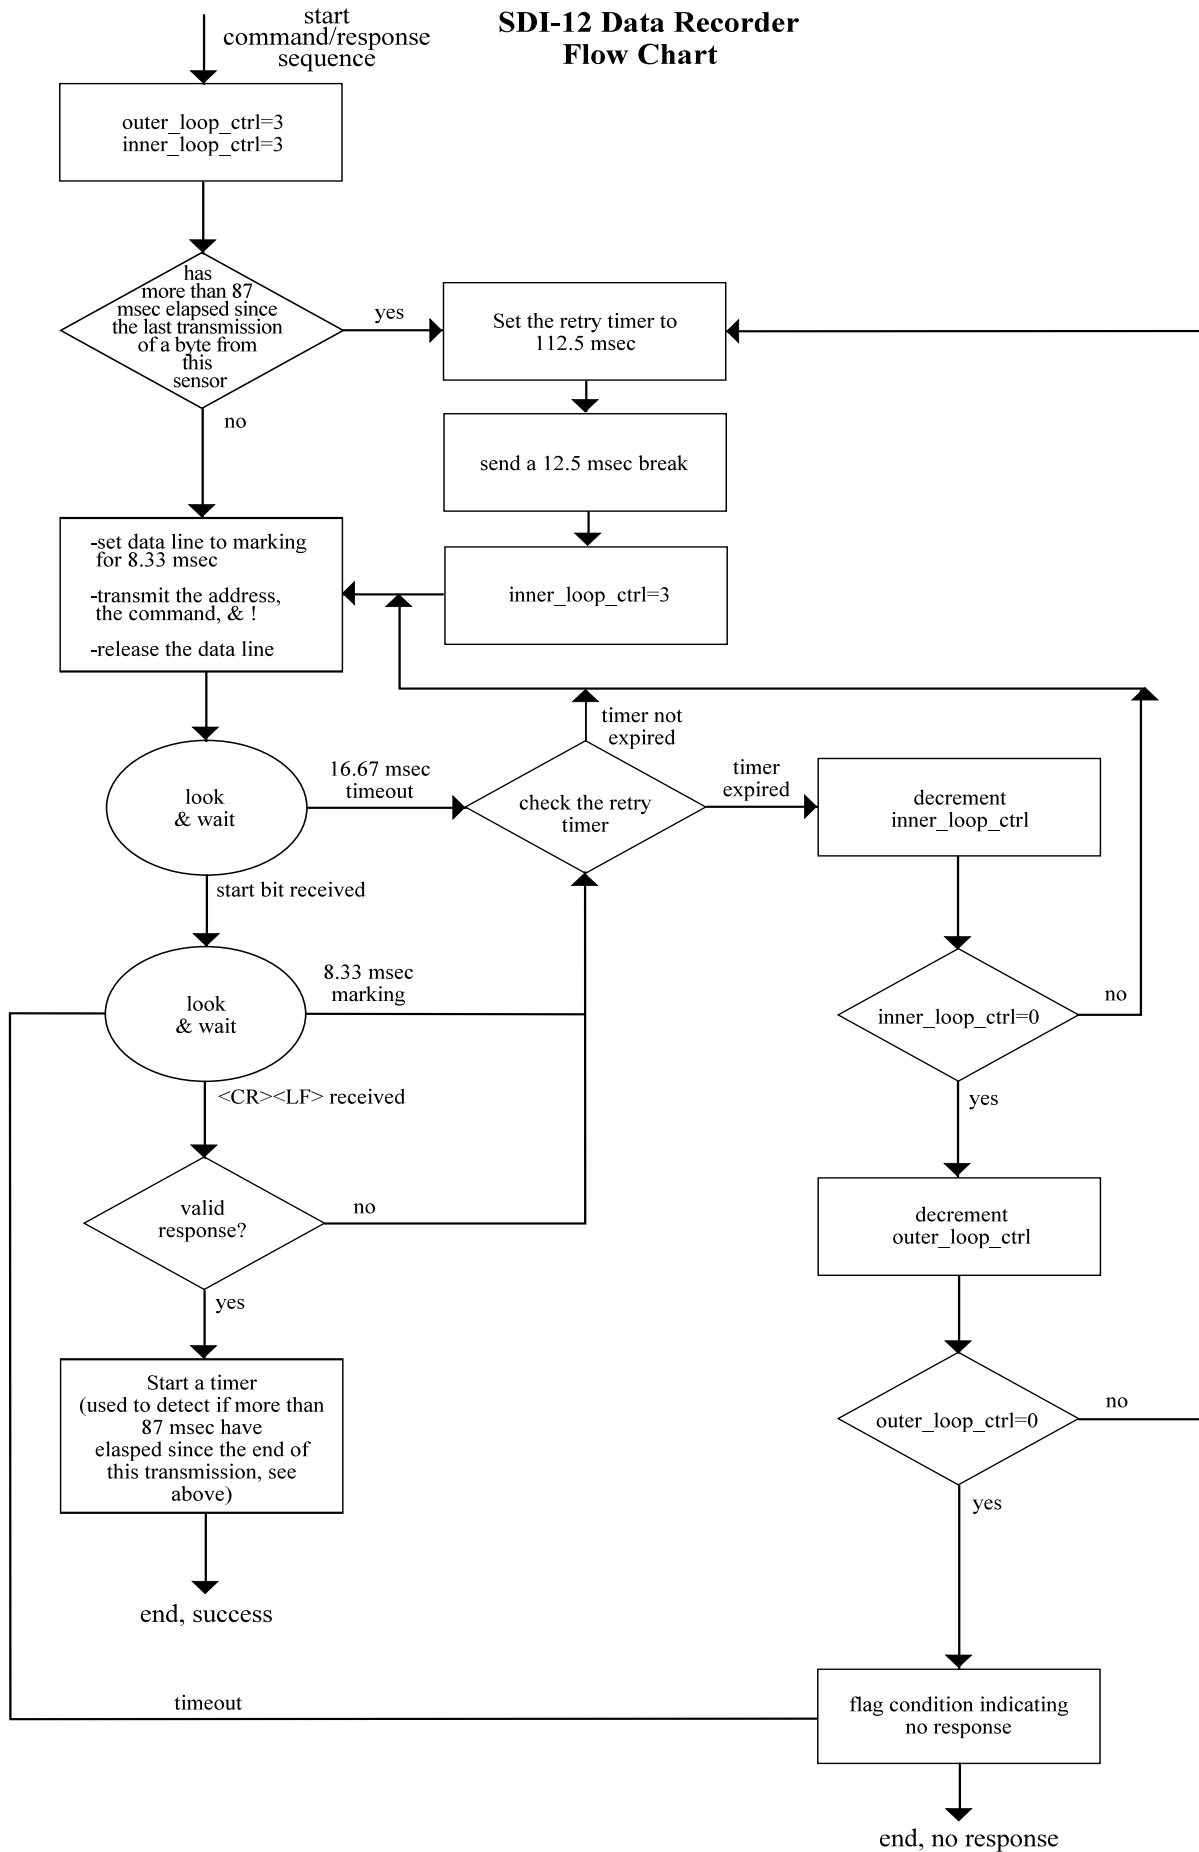 SDI-12 Data Recorder
Flow Chart
start
command/response
sequence
outer_loop_ctrl=3
inner_loop_ctrl=3
has
more than 87
msec elapsed since
the last transmission
of a byte from
this
sensor
yes
no
Set the retry timer to
112.5 msec
send a 12.5 msec break
inner_loop_ctrl=3
-set data line to marking
for 8.33 msec
-transmit the address,
the command, & !
-release the data line
look
& wait
16.67 msec
timeout
start bit received
timer not
expired
check the retry
timer
timer
expired
decrement
inner_loop_ctrl
look
& wait
8.33 msec
marking
<CR><LF> received
inner_loop_ctrl=0
no
yes
valid
response?
no
yes
decrement
outer_loop_ctrl
Start a timer
(used to detect if more than
87 msec have
elasped since the end of
this transmission, see
above)
outer_loop_ctrl=0
no
yes
end, success
timeout
flag condition indicating
no response
end, no response